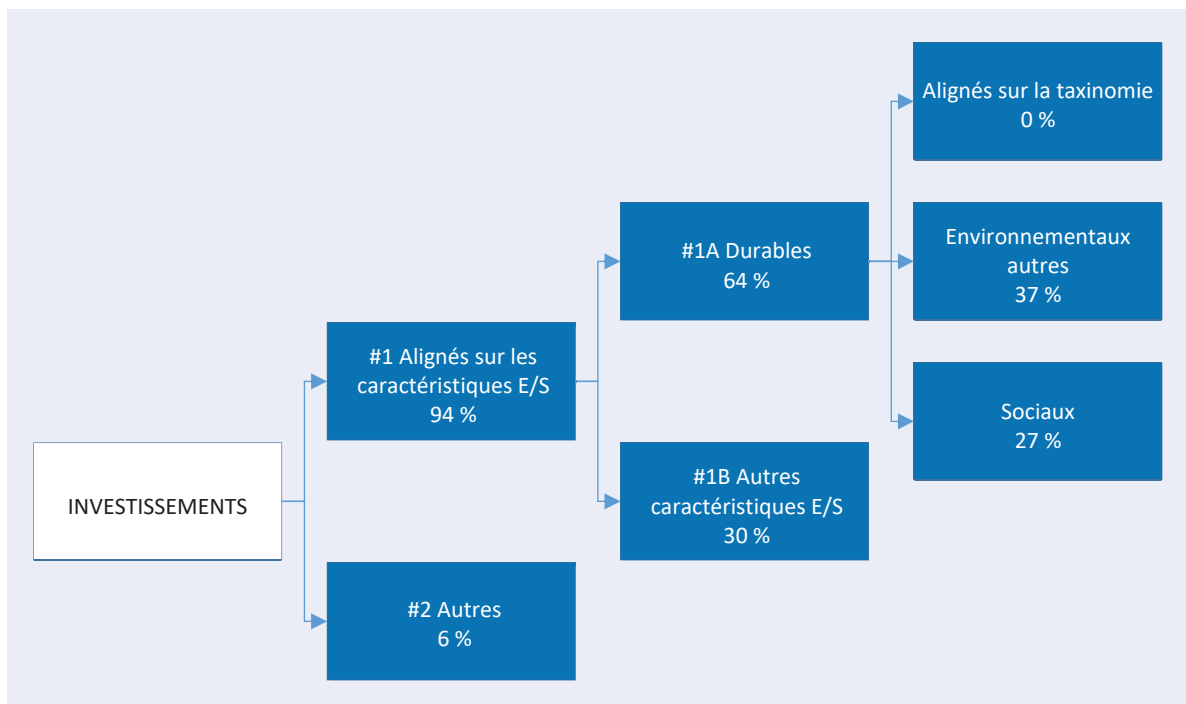 INVESTISSEMENTS
#1 Alignés sur les
caractéristiques E/S
94 %
#2 Autres
6 %
#1A Durables
64 %
#1B Autres
caractéristiques E/S
30 %
Alignés sur la taxinomie
0 %
Environnementaux
autres
37 %
Sociaux
27 %